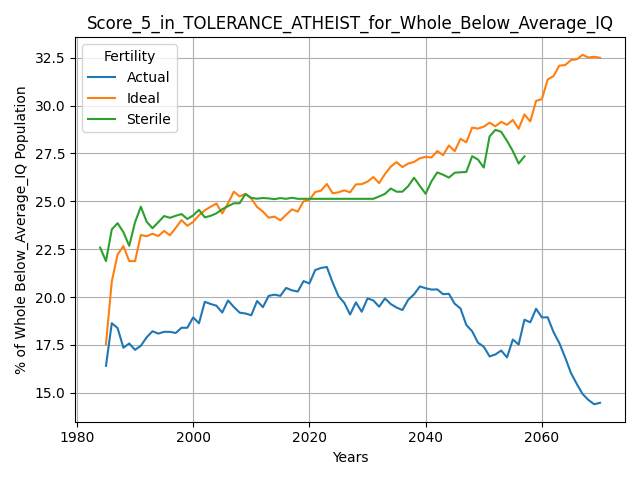 Score_5_in_TOLERANCE_ATHEIST_for_Whole_Below_Average_IQ
% of Whole Below_Average_IQ Population
32.5
30.0
27.5
25.0
22.5
20.0
17.5
15.0
Fertility
Actual
Ideal
Sterile
1980
2000
2020
2040
2060
Years